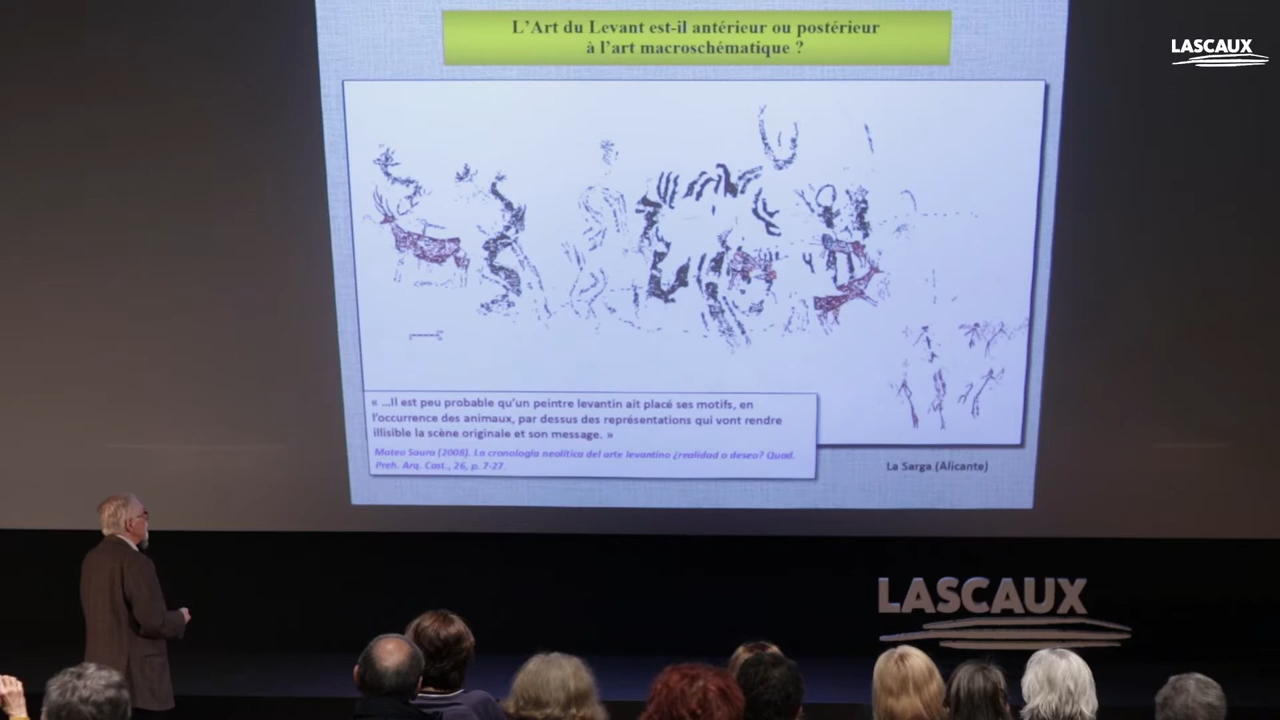 L'Art du Levant est-il antérieur ou postérieur
à l'art macroschématique ?
LASCAUX
« ...Il est peu probable qu'un peintre levantin ait placé ses motifs, en
l'occurrence des animaux, par dessus des représentations qui vont rendre
illisible la scène originale et son message. »
Mateo Saura (2008). La cronología neolítica del arte levantino ¿realidad o deseo? Quad.
Preh. Arq. Cast., 26, p. 7-27.
La Sarga (Alicante)
LASCAUX